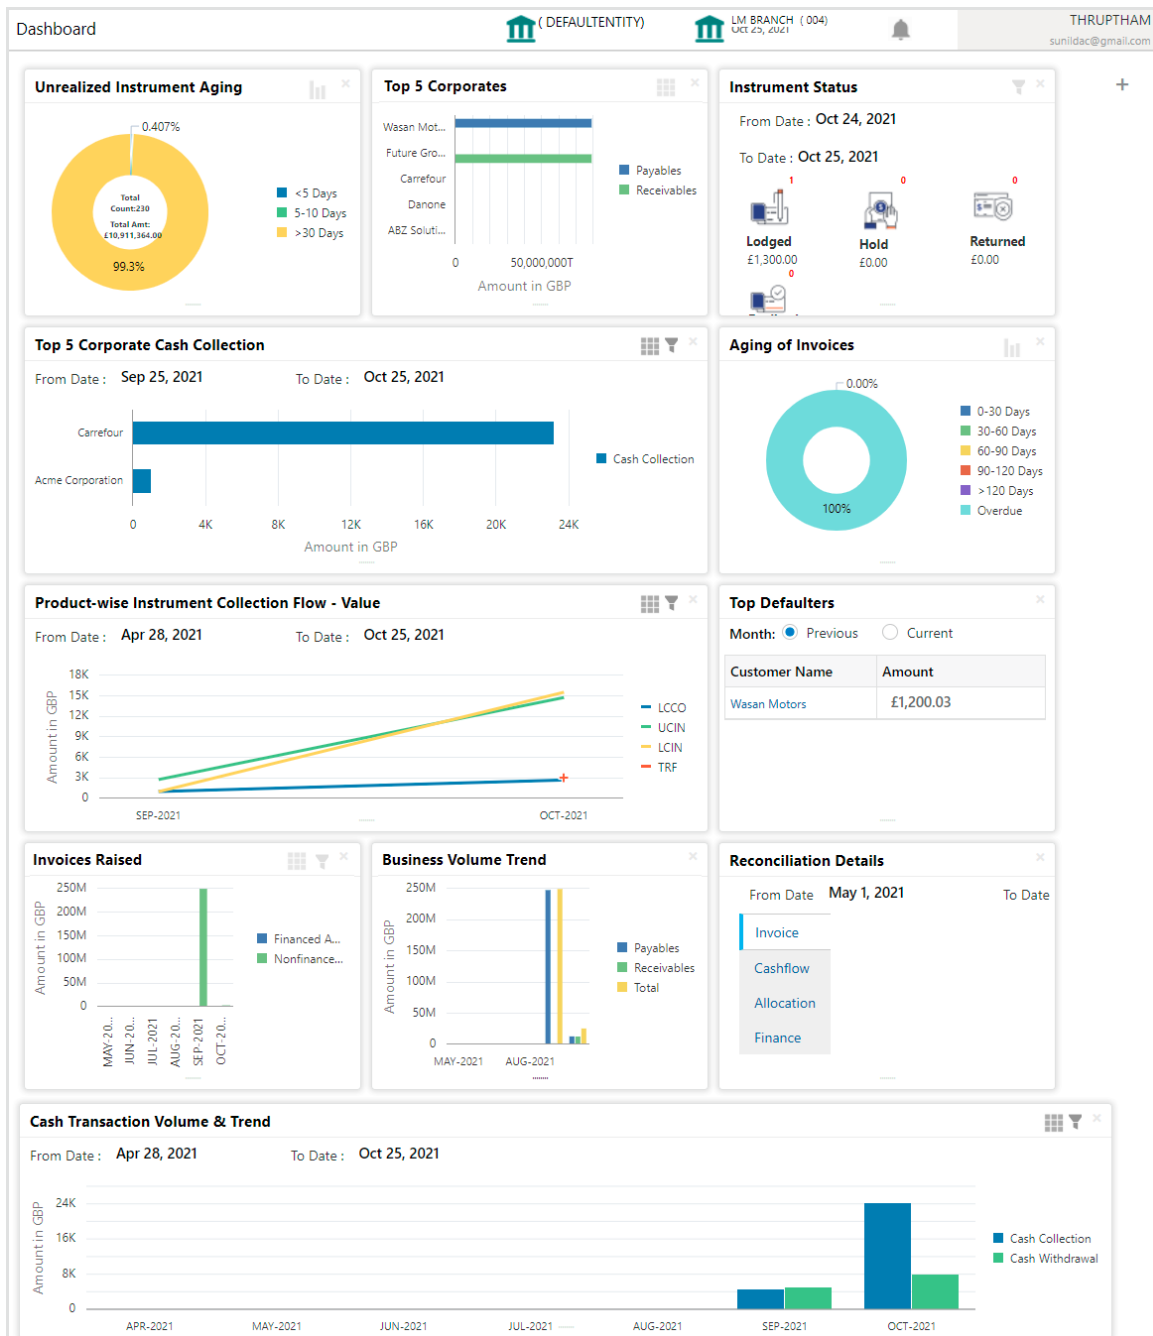 Dashboard
( DEFAULTENTITY)
LM BRANCH ( 004)
Oct 25, 2021
THRUPTHAM
sunildac@gmail.com
Unrealized Instrument Aging
0.407%
Total
Count:230
Total Amt:
£10,911,364.00
99.3%
<5 Days
5-10 Days
>30 Days
Top 5 Corporates
Wasan Mot...
Future Gro...
Carrefour
Danone
ABZ Soluti...
0 50,000,000T
Amount in GBP
Payables
Receivables
Instrument Status
From Date : Oct 24, 2021
To Date : Oct 25, 2021
1
Lodged
£1,300.00
0
Hold
£0.00
0
Returned
£0.00
0
Top 5 Corporate Cash Collection
From Date : Sep 25, 2021 To Date : Oct 25, 2021
Carrefour
Acme Corporation
0 4K 8K 12K 16K 20K 24K
Amount in GBP
Cash Collection
Aging of Invoices
0.00%
100%
0-30 Days
30-60 Days
60-90 Days
90-120 Days
>120 Days
Overdue
Product-wise Instrument Collection Flow - Value
From Date : Apr 28, 2021 To Date : Oct 25, 2021
Amount in GBP
18K
15K
12K
9K
6K
3K
0
SEP-2021 OCT-2021
LCCO
UCIN
LCIN
TRF
Top Defaulters
Month: Previous Current
Customer Name Amount
Wasan Motors £1,200.03
Invoices Raised
Amount in GBP
250M
200M
150M
100M
50M
0
MAY-20...
JUN-20...
JUL-2021
AUG-20...
SEP-2021
OCT-20...
Financed A...
Nonfinance...
Business Volume Trend
Amount in GBP
250M
200M
150M
100M
50M
0
MAY-2021 AUG-2021
Payables
Receivables
Total
Reconciliation Details
From Date May 1, 2021 To Date
Invoice
Cashflow
Allocation
Finance
Cash Transaction Volume & Trend
From Date : Apr 28, 2021 To Date : Oct 25, 2021
Amount in GBP
24K
16K
8K
0
APR-2021 MAY-2021 JUN-2021 JUL-2021 AUG-2021 SEP-2021 OCT-2021
Cash Collection
Cash Withdrawal